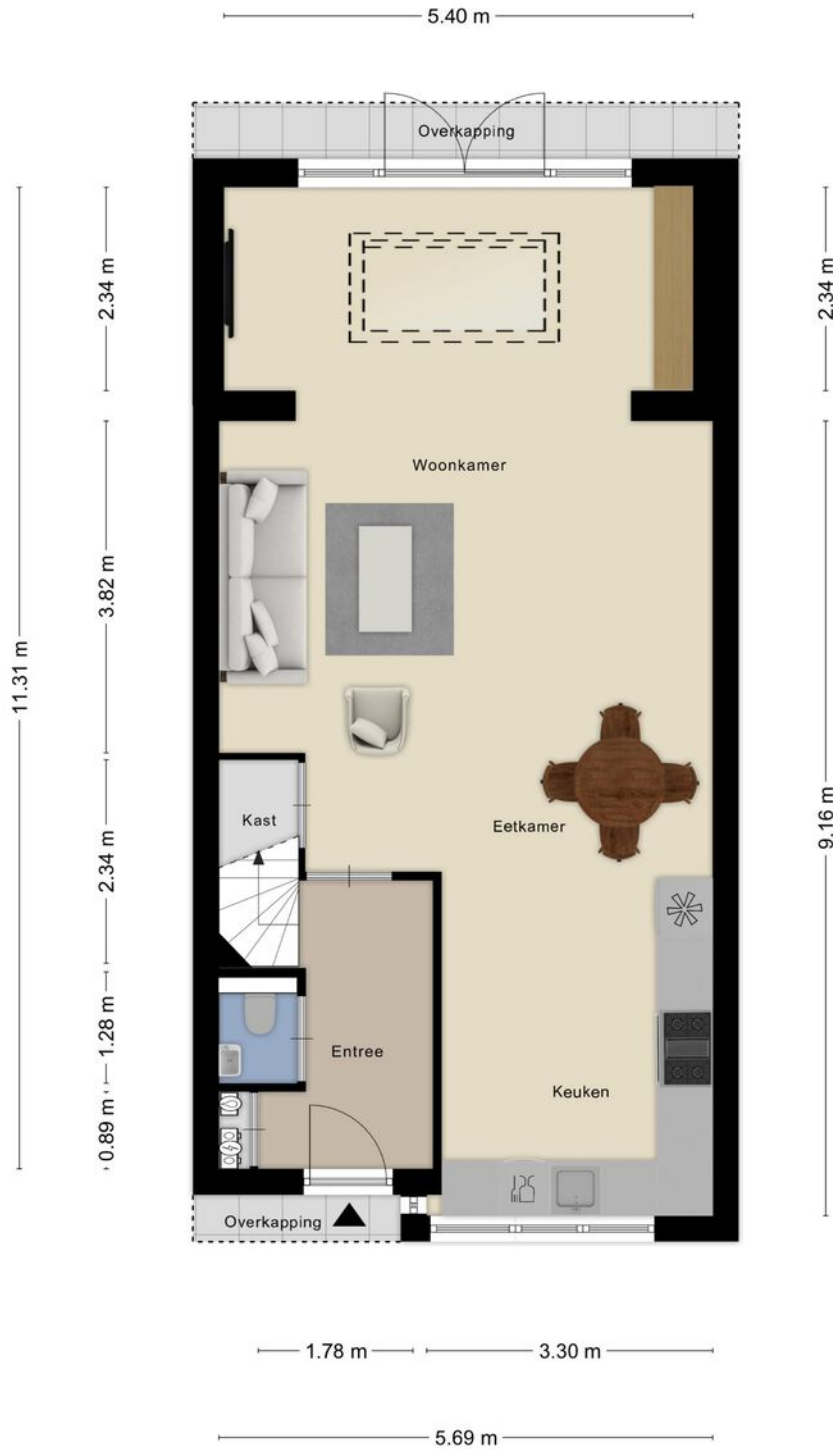 5.40 m
Overkapping
2.34 m
2.34 m
Woonkamer
3.82 m
11.31 m
9.16 m
Kast
Eetkamer
2.34 m
1.28 m
Entree
Keuken
0.89 m
Overkapping
1.78 m
3.30 m
5.69 m